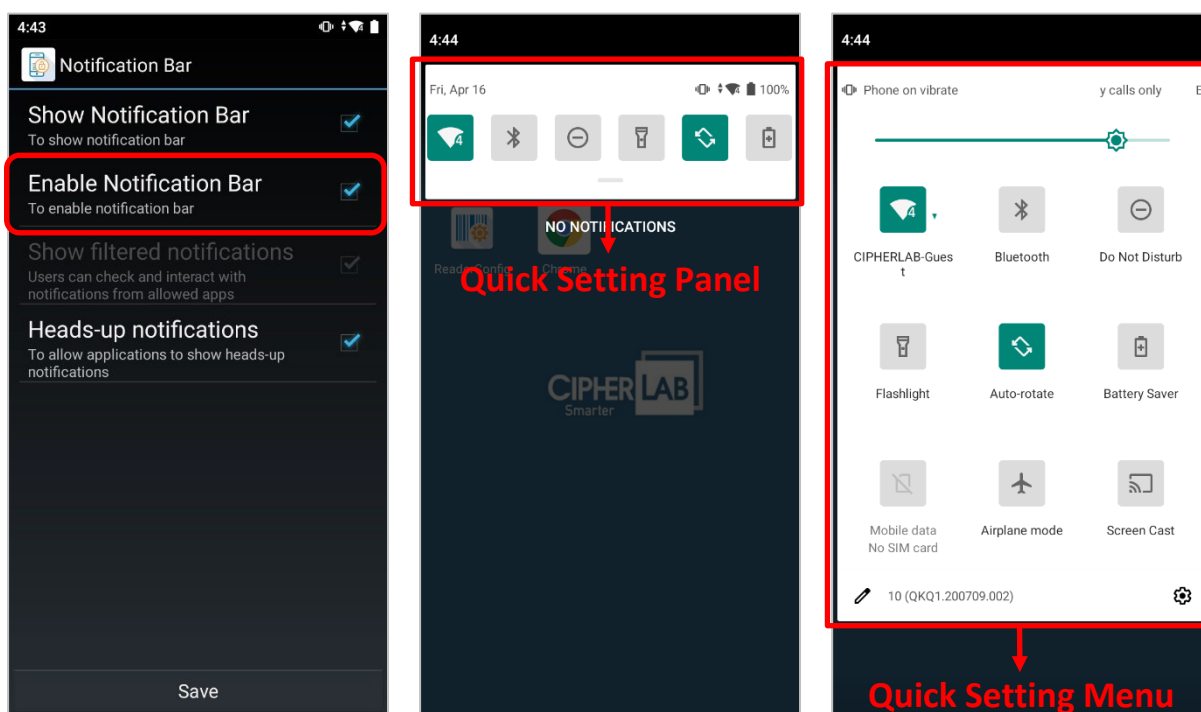 4:43
Notification Bar
Show Notification Bar
To show notification bar
Enable Notification Bar
To enable notification bar
Show filtered notifications
Users can check and interact with
notifications from allowed apps
Heads-up notifications
To allow applications to show heads-up
notifications
Save
4:44
Fri, Apr 16
100%
4
NO NOTIFICATIONS
ReaderConfig
Chrome
Quick Setting Panel
CIPHERLAB
Smarter
4:44
Phone on vibrate
y calls only
E
4
CIPHERLAB-Gues
t
Bluetooth
Do Not Disturb
Flashlight
Auto-rotate
Battery Saver
Mobile data
No SIM card
Airplane mode
Screen Cast
10 (QKQ1.200709.002)
Quick Setting Menu